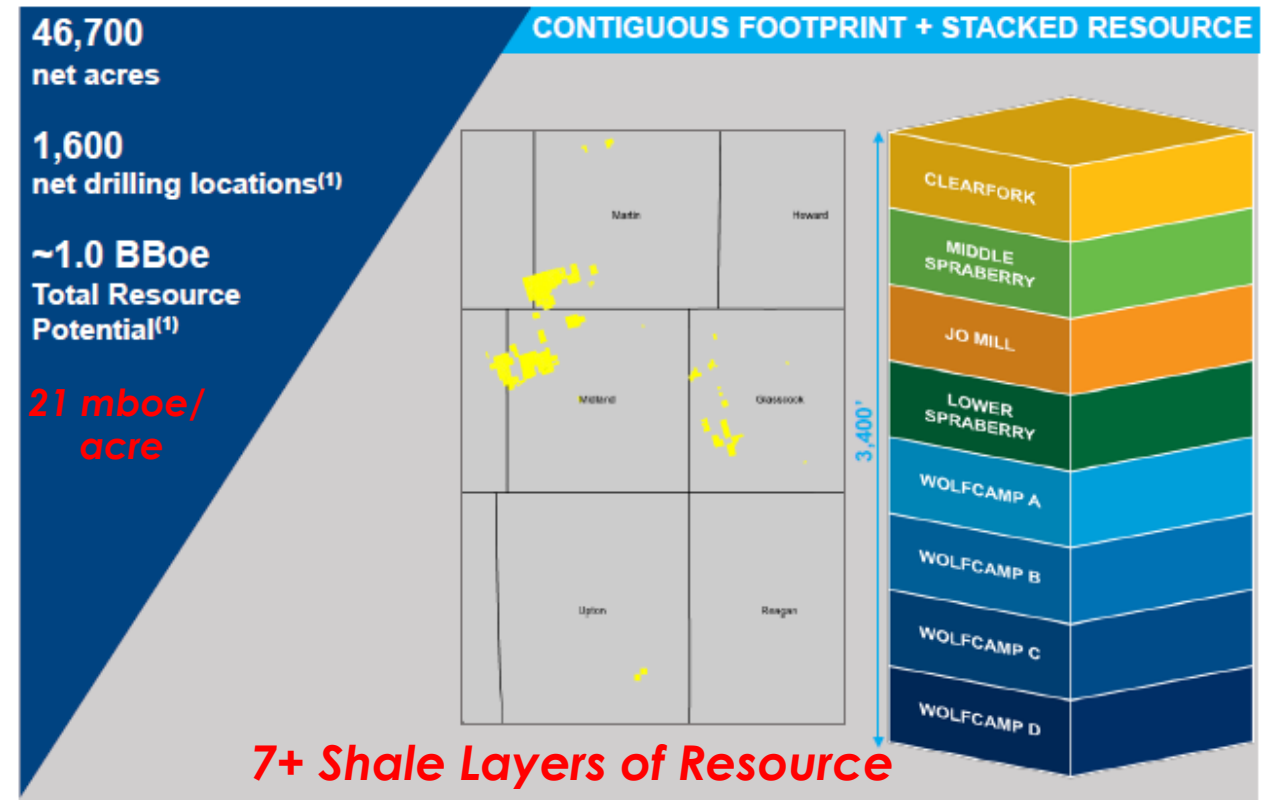 46,700
net acres
1,600
net drilling locations(1)
~1.0 BBoe
Total Resource
Potential(1)
21 mboe/
acre
CONTIGUOUS FOOTPRINT + STACKED RESOURCE
Martin
Howard
Midland
Glasscock
Upton
Reagan
3,400'
CLEARFORK
MIDDLE
SPRABERRY
JO MILL
LOWER
SPRABERRY
WOLFCAMP A
WOLFCAMP B
WOLFCAMP C
WOLFCAMP D
7+ Shale Layers of Resource